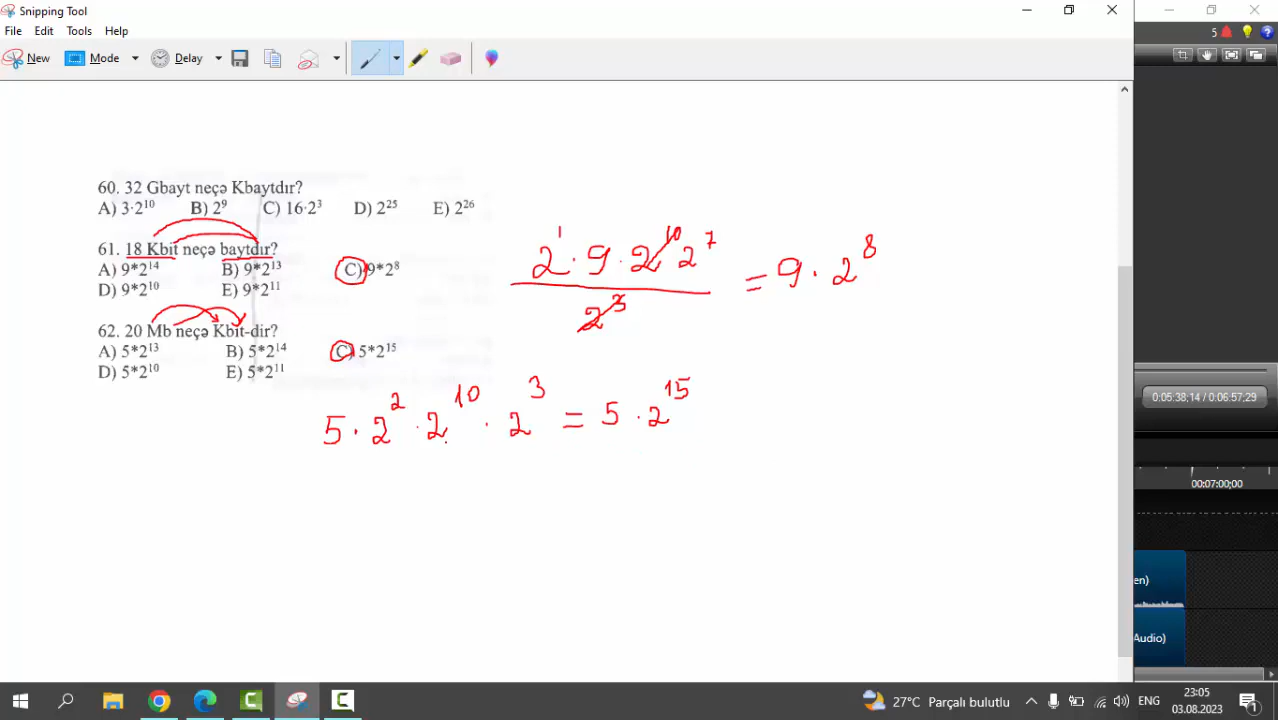 Snipping Tool
5
File Edit Tools Help
New Mode Delay
60. 32 Gbayt neçə Kbaytdır?
A) 3·2¹⁰ B) 2⁹ C) 16·2³ D) 2²⁵ E) 2²⁶
61. 18 Kbit neçə baytdır?
A) 9*2¹⁴ B) 9*2¹³ C) 9*2⁸
D) 9*2¹⁰ E) 9*2¹¹
2¹ · 9 · 2¹⁰ 2⁷
2³
= 9 · 2⁸
62. 20 Mb neçə Kbit-dir?
A) 5*2¹³ B) 5*2¹⁴ C) 5*2¹⁵
D) 5*2¹⁰ E) 5*2¹¹
5 · 2² · 2¹⁰ · 2³ = 5 · 2¹⁵
0:05:38;14 / 0:06:57;29
00:07:00;00
en)
Audio)
27°C Parçalı bulutlu
ENG
23:05
03.08.2023
1